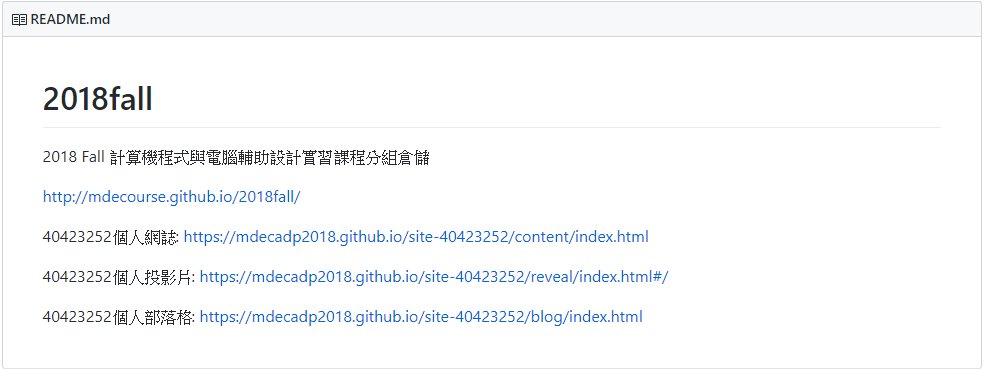 README.md
2018fall
2018 Fall 計算機程式與電腦輔助設計實習課程分組倉儲
http://mdecourse.github.io/2018fall/
40423252個人網誌: https://mdecadp2018.github.io/site-40423252/content/index.html
40423252個人投影片: https://mdecadp2018.github.io/site-40423252/reveal/index.html#/
40423252個人部落格: https://mdecadp2018.github.io/site-40423252/blog/index.html